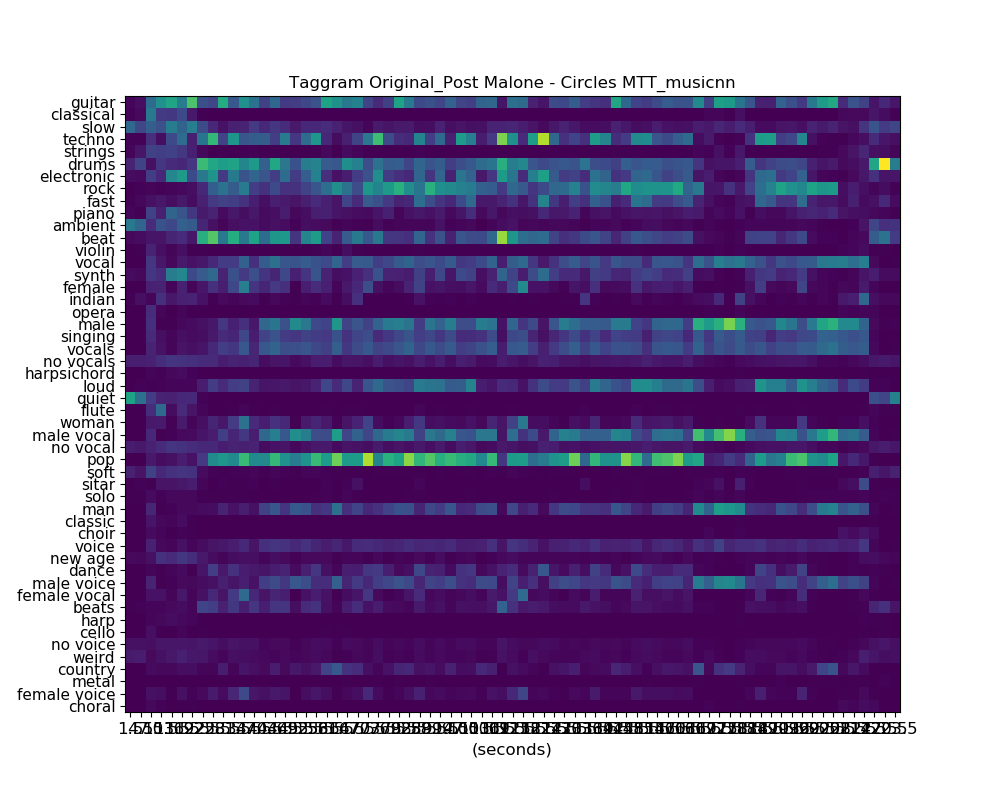 Taggram Original_Post Malone - Circles MTT_musicnn
guitar
classical
slow
techno
strings
drums
electronic
rock
fast
piano
ambient
beat
violin
vocal
synth
female
indian
opera
male
singing
vocals
no vocals
harpsichord
loud
quiet
flute
woman
male vocal
no vocal
pop
soft
sitar
solo
man
classic
choir
voice
new age
dance
male voice
female vocal
beats
harp
cello
no voice
weird
country
metal
female voice
choral
(seconds)